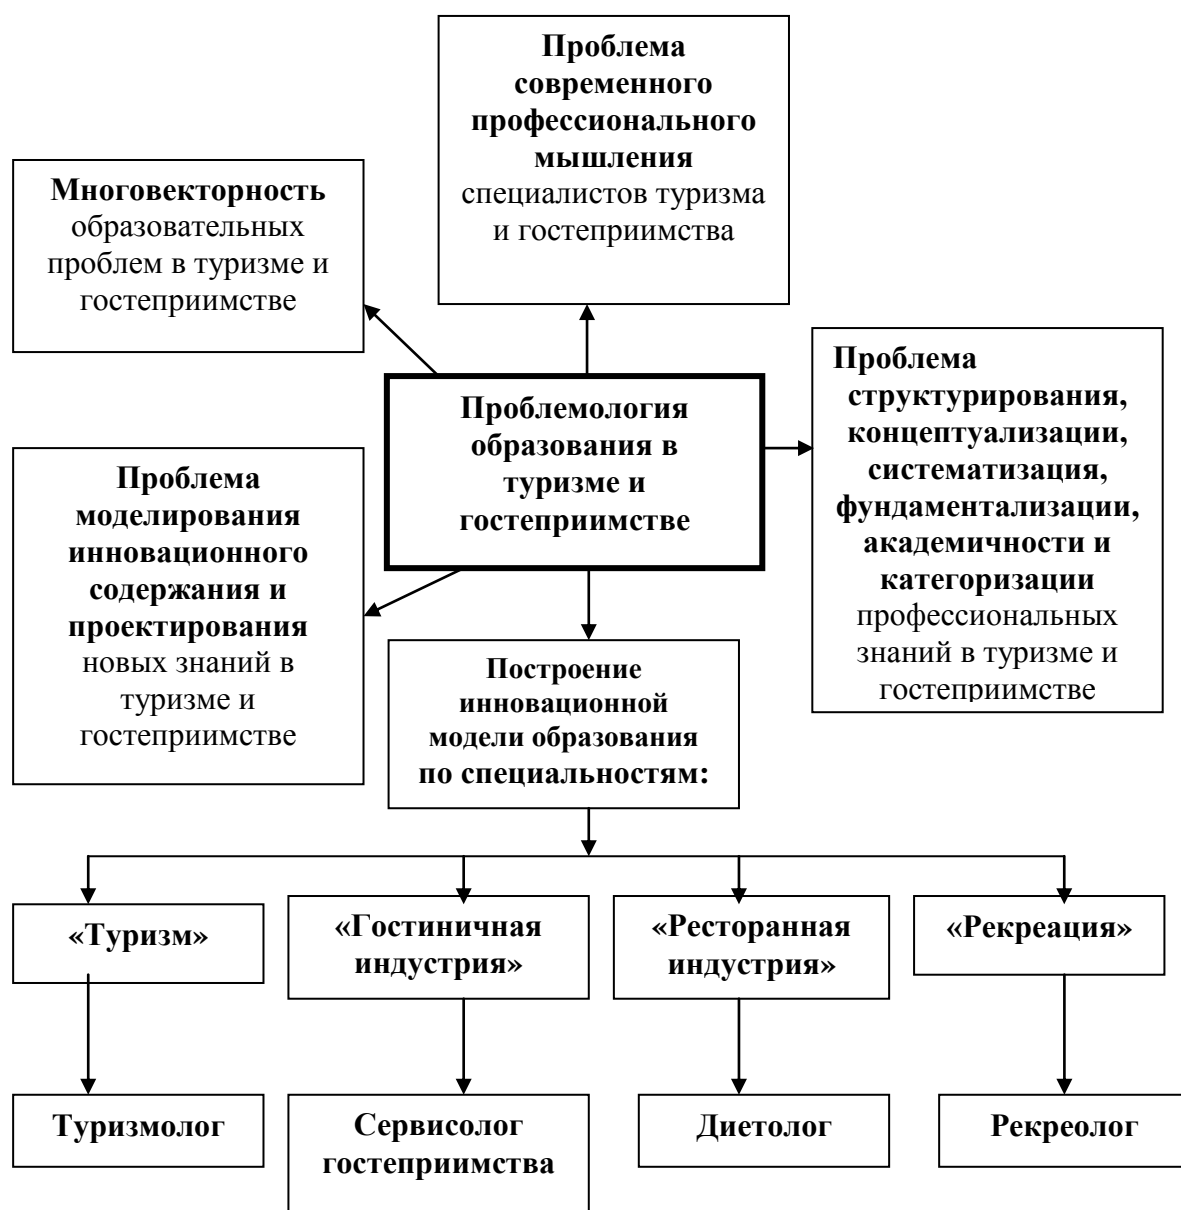 Проблема
современного
профессионального
мышления
специалистов туризма
и гостеприимства
Многовекторность
образовательных
проблем в туризме и
гостеприимстве
Проблемология
образования в
туризме и
гостеприимстве
Проблема
структурирования,
концептуализации,
систематизация,
фундаментализации,
академичности и
категоризации
профессиональных
знаний в туризме и
гостеприимстве
Проблема
моделирования
инновационного
содержания и
проектирования
новых знаний в
туризме и
гостеприимстве
Построение
инновационной
модели образования
по специальностям:
«Туризм»
«Гостиничная
индустрия»
«Ресторанная
индустрия»
«Рекреация»
Туризмолог
Сервисолог
гостеприимства
Диетолог
Рекреолог